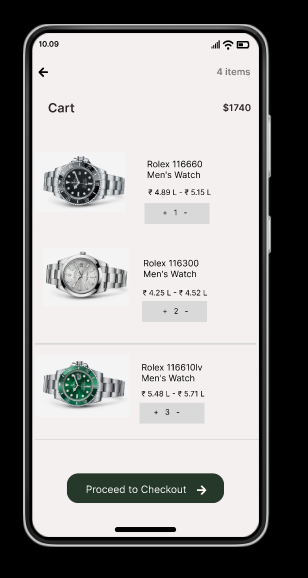 10.09
4 items
Cart
$1740
Rolex 116660
Men's Watch
₹ 4.89 L - ₹ 5.15 L
+ 1 -
Rolex 116300
Men's Watch
₹ 4.25 L - ₹ 4.52 L
+ 2 -
Rolex 116610lv
Men's Watch
₹ 5.48 L - ₹ 5.71 L
+ 3 -
Proceed to Checkout